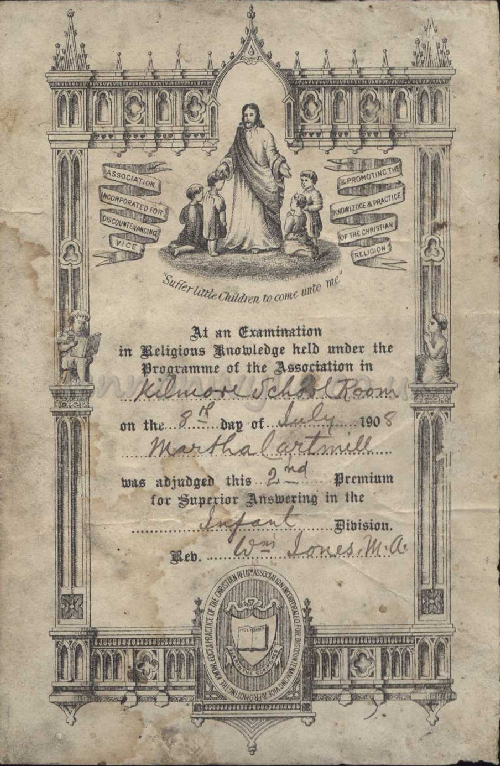 ASSOCIATION
INCORPORATED FOR
DISCOUNTENANCING
VICE
& PROMOTING THE
KNOWLEDGE & PRACTICE
OF THE CHRISTIAN
RELIGION
"Suffer little Children to come unto me"
At an Examination
in Religious Knowledge held under the
Programme of the Association in
Kilmore School Room
on the 8th day of July 1908
Martha Cartmill
was adjudged this 2nd Premium
for Superior Answering in the
Infant Division.
Rev. Wm Jones. M.A.